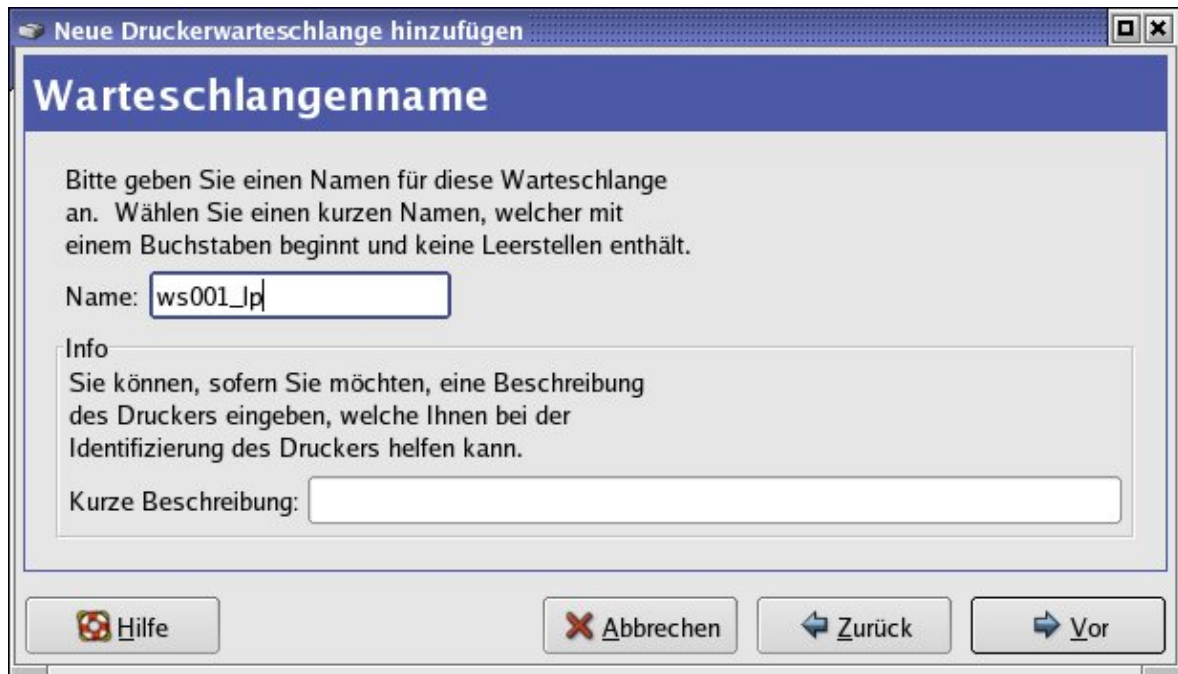 Neue Druckerwarteschlange hinzufügen
Warteschlangenname
Bitte geben Sie einen Namen für diese Warteschlange
an.  Wählen Sie einen kurzen Namen, welcher mit
einem Buchstaben beginnt und keine Leerstellen enthält.
Name: ws001_lp
Info
Sie können, sofern Sie möchten, eine Beschreibung
des Druckers eingeben, welche Ihnen bei der
Identifizierung des Druckers helfen kann.
Kurze Beschreibung:
Hilfe Abbrechen Zurück Vor